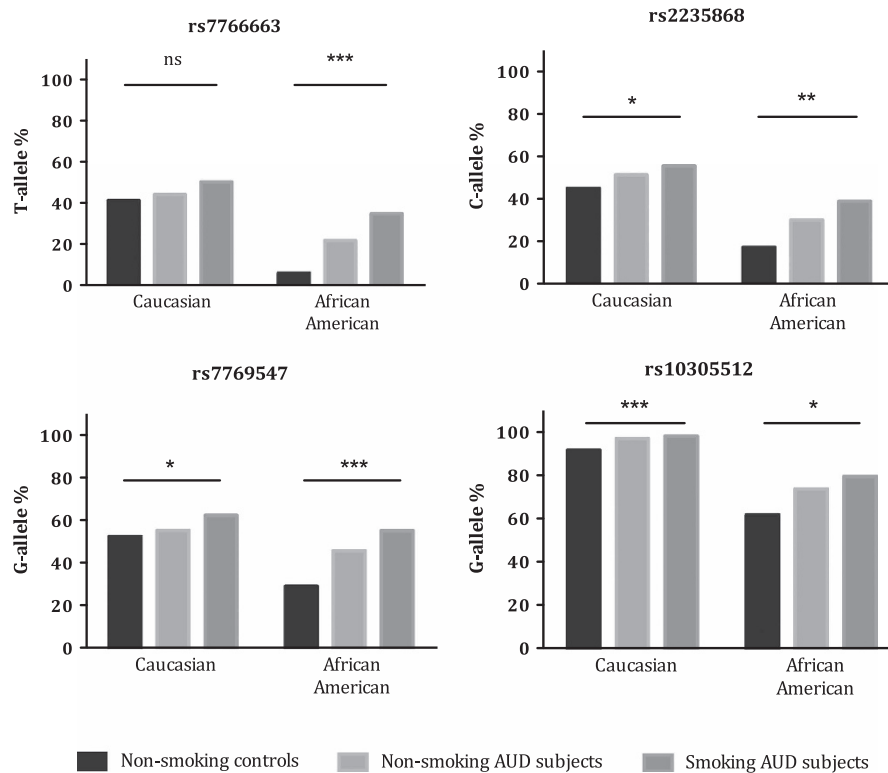 rs7766663
ns
***
100
80
60
40
20
0
T-allele %
Caucasian
African
American
rs2235868
*
**
100
80
60
40
20
0
C-allele %
Caucasian
African
American
rs7769547
*
***
100
80
60
40
20
0
G-allele %
Caucasian
African
American
rs10305512
***
*
100
80
60
40
20
0
G-allele %
Caucasian
African
American
Non-smoking controls
Non-smoking AUD subjects
Smoking AUD subjects